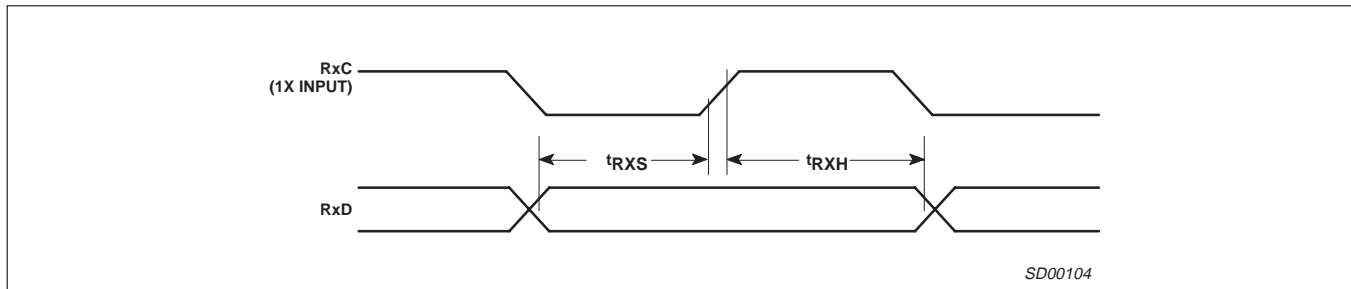 RxC
(1X INPUT)
tRXS
tRXH
RxD
SD00104